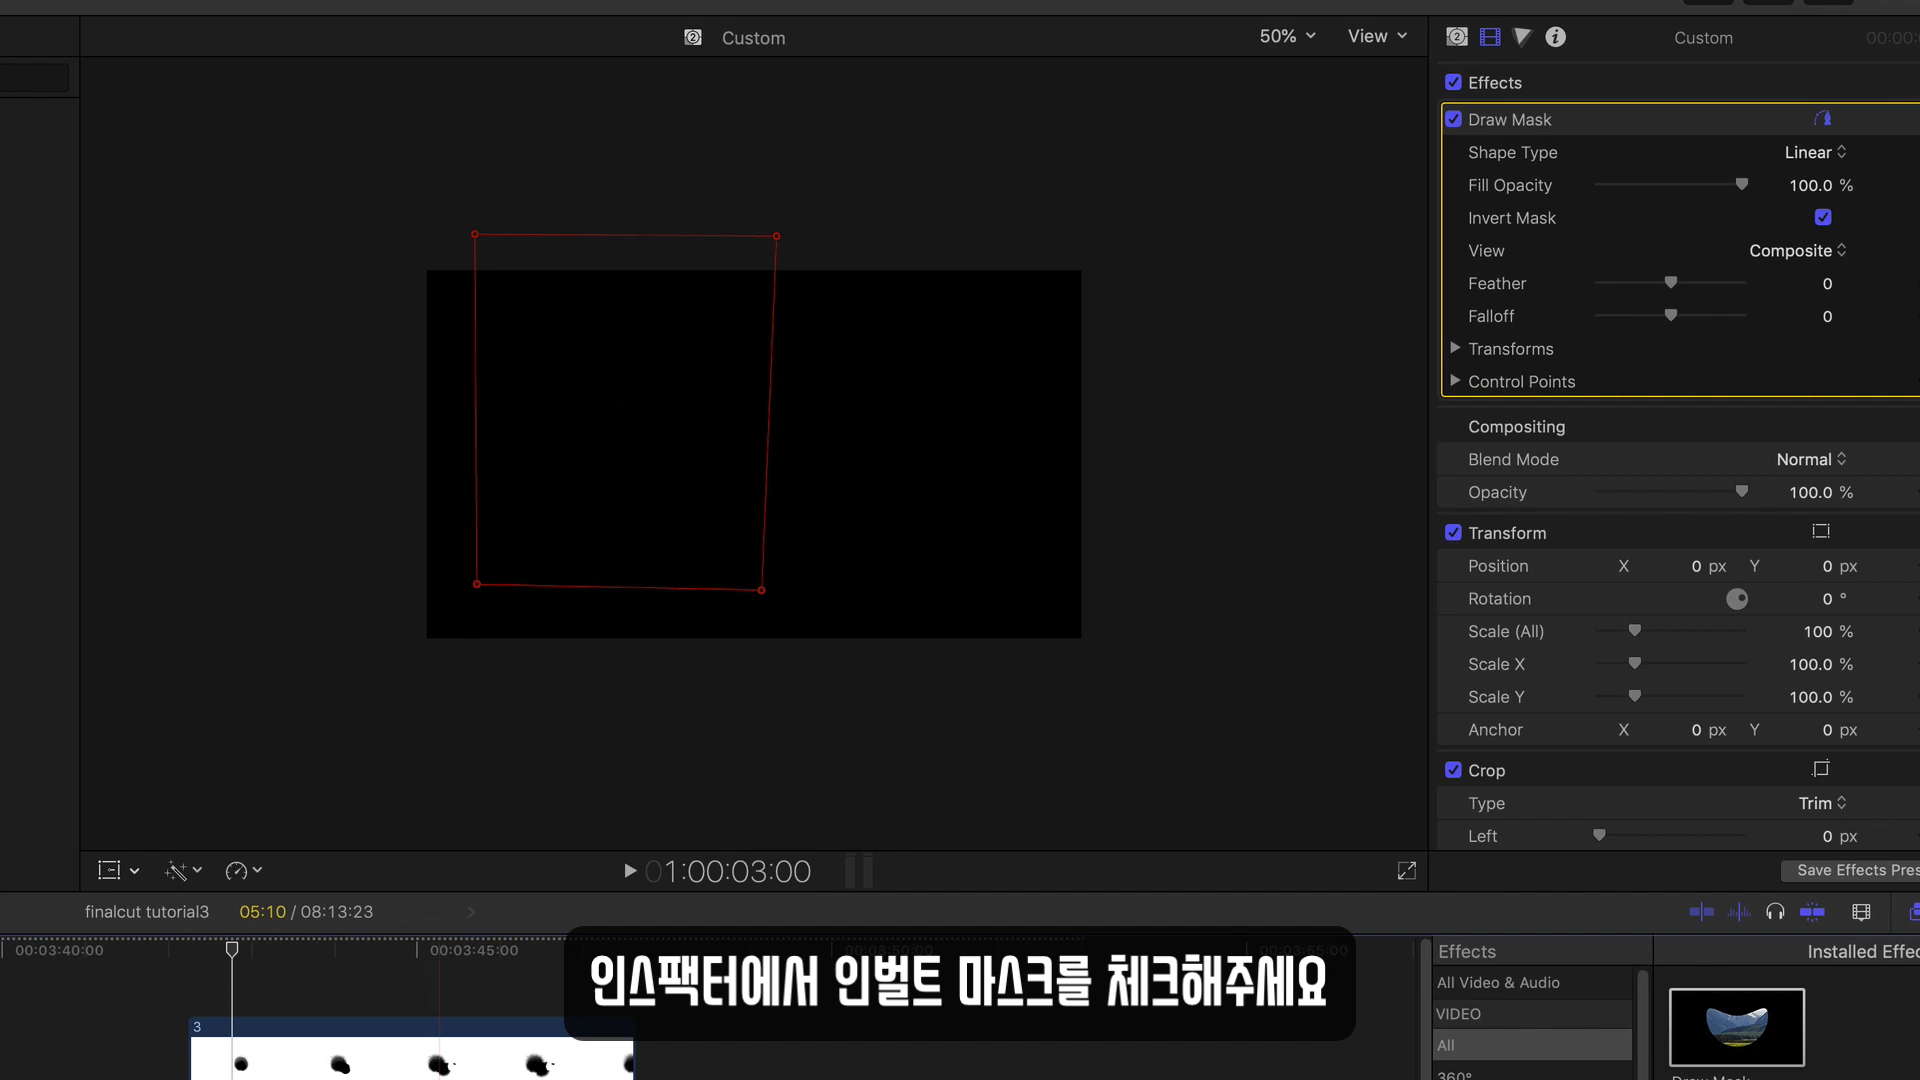 Custom
50%
View
Custom
00:00:
Effects
Draw Mask
Shape Type Linear
Fill Opacity 100.0 %
Invert Mask
View Composite
Feather 0
Falloff 0
Transforms
Control Points
Compositing
Blend Mode Normal
Opacity 100.0 %
Transform
Position X 0 px Y 0 px
Rotation 0 °
Scale (All) 100 %
Scale X 100.0 %
Scale Y 100.0 %
Anchor X 0 px Y 0 px
Crop
Type Trim
Left 0 px
01:00:03:00
Save Effects Pres
finalcut tutorial3 05:10 / 08:13:23
00:03:40:00 00:03:45:00 00:03:50:00 00:03:55:00
인스팩터에서 인벌트 마스크를 체크해주세요
3
Effects
Installed Effec
All Video & Audio
VIDEO
All
360°
Draw Mask